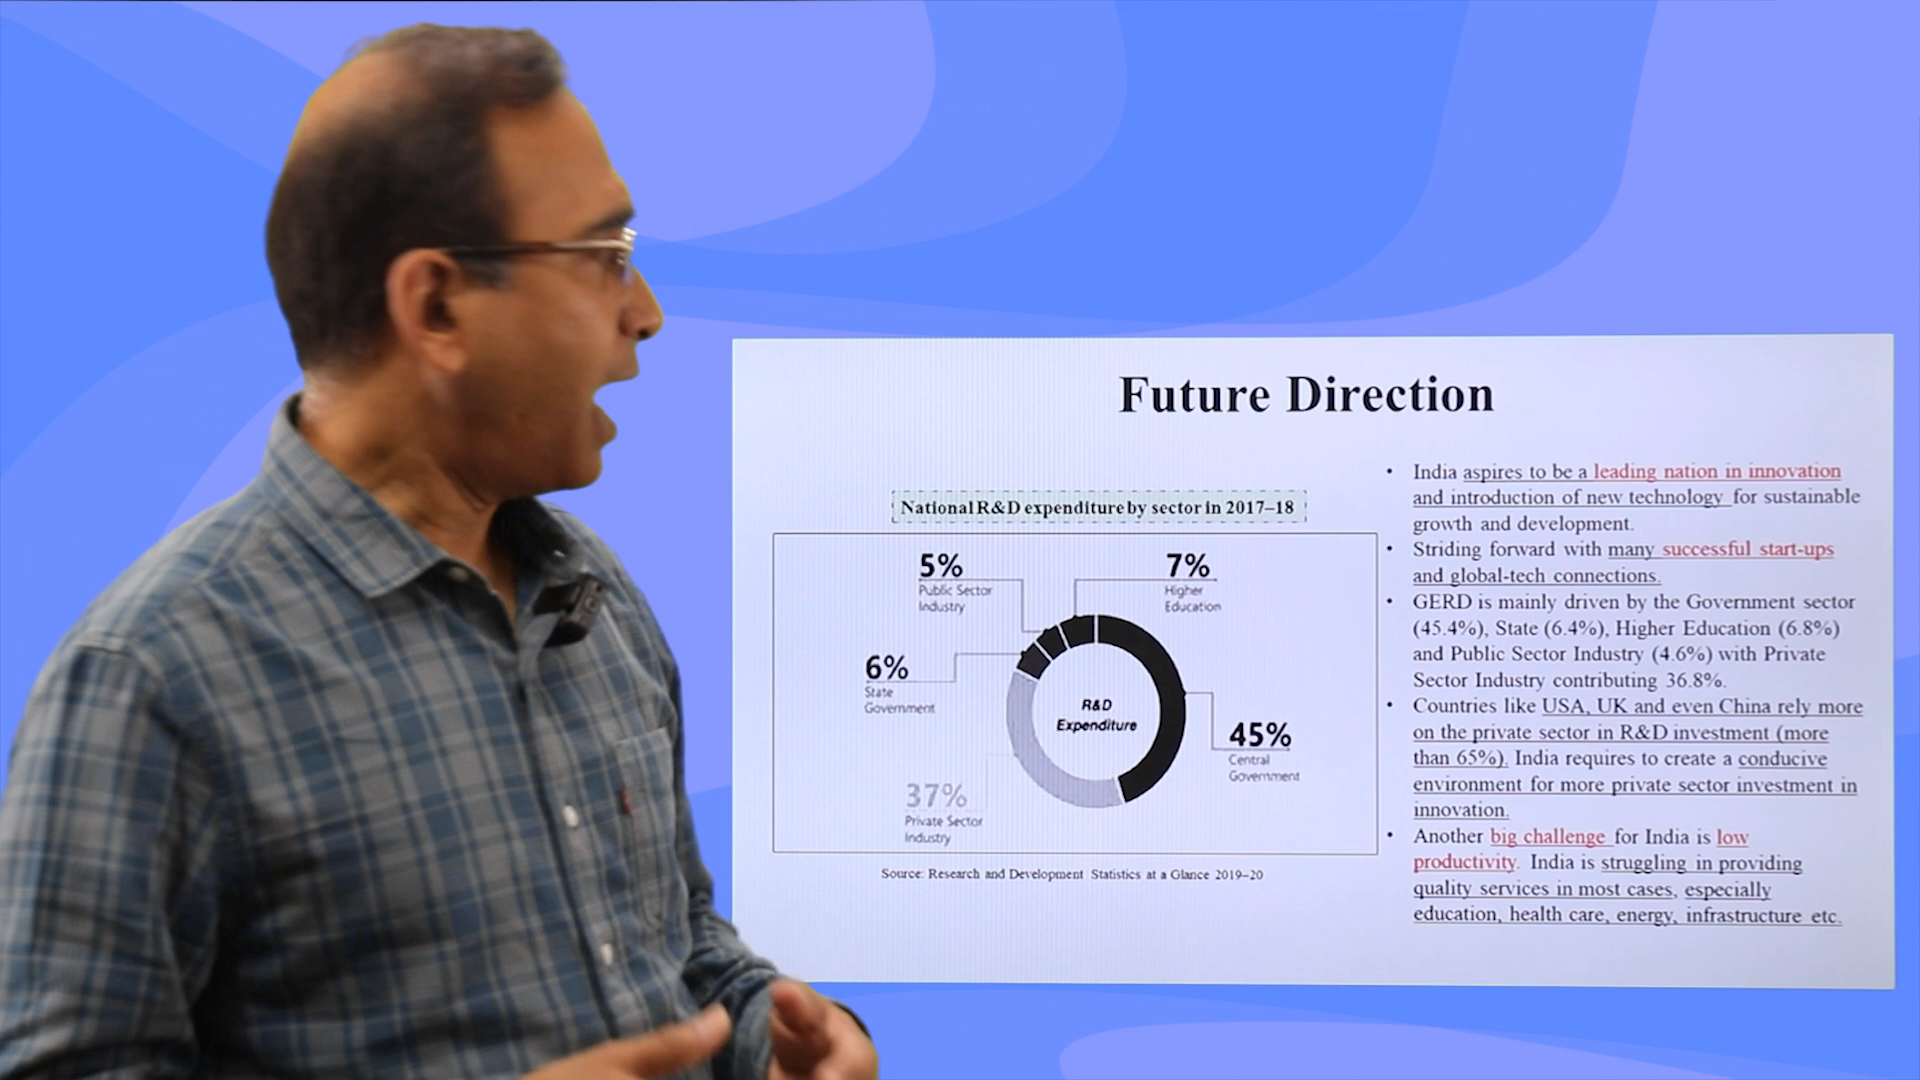 Future Direction
National R&D expenditure by sector in 2017–18
5%
Public Sector
Industry
7%
Higher
Education
6%
State
Government
R&D
Expenditure
45%
Central
Government
37%
Private Sector
Industry
Source: Research and Development Statistics at a Glance 2019–20
• India aspires to be a leading nation in innovation
and introduction of new technology for sustainable
growth and development.
• Striding forward with many successful start-ups
and global-tech connections.
• GERD is mainly driven by the Government sector
(45.4%), State (6.4%), Higher Education (6.8%)
and Public Sector Industry (4.6%) with Private
Sector Industry contributing 36.8%.
• Countries like USA, UK and even China rely more
on the private sector in R&D investment (more
than 65%). India requires to create a conducive
environment for more private sector investment in
innovation.
• Another big challenge for India is low
productivity. India is struggling in providing
quality services in most cases, especially
education, health care, energy, infrastructure etc.